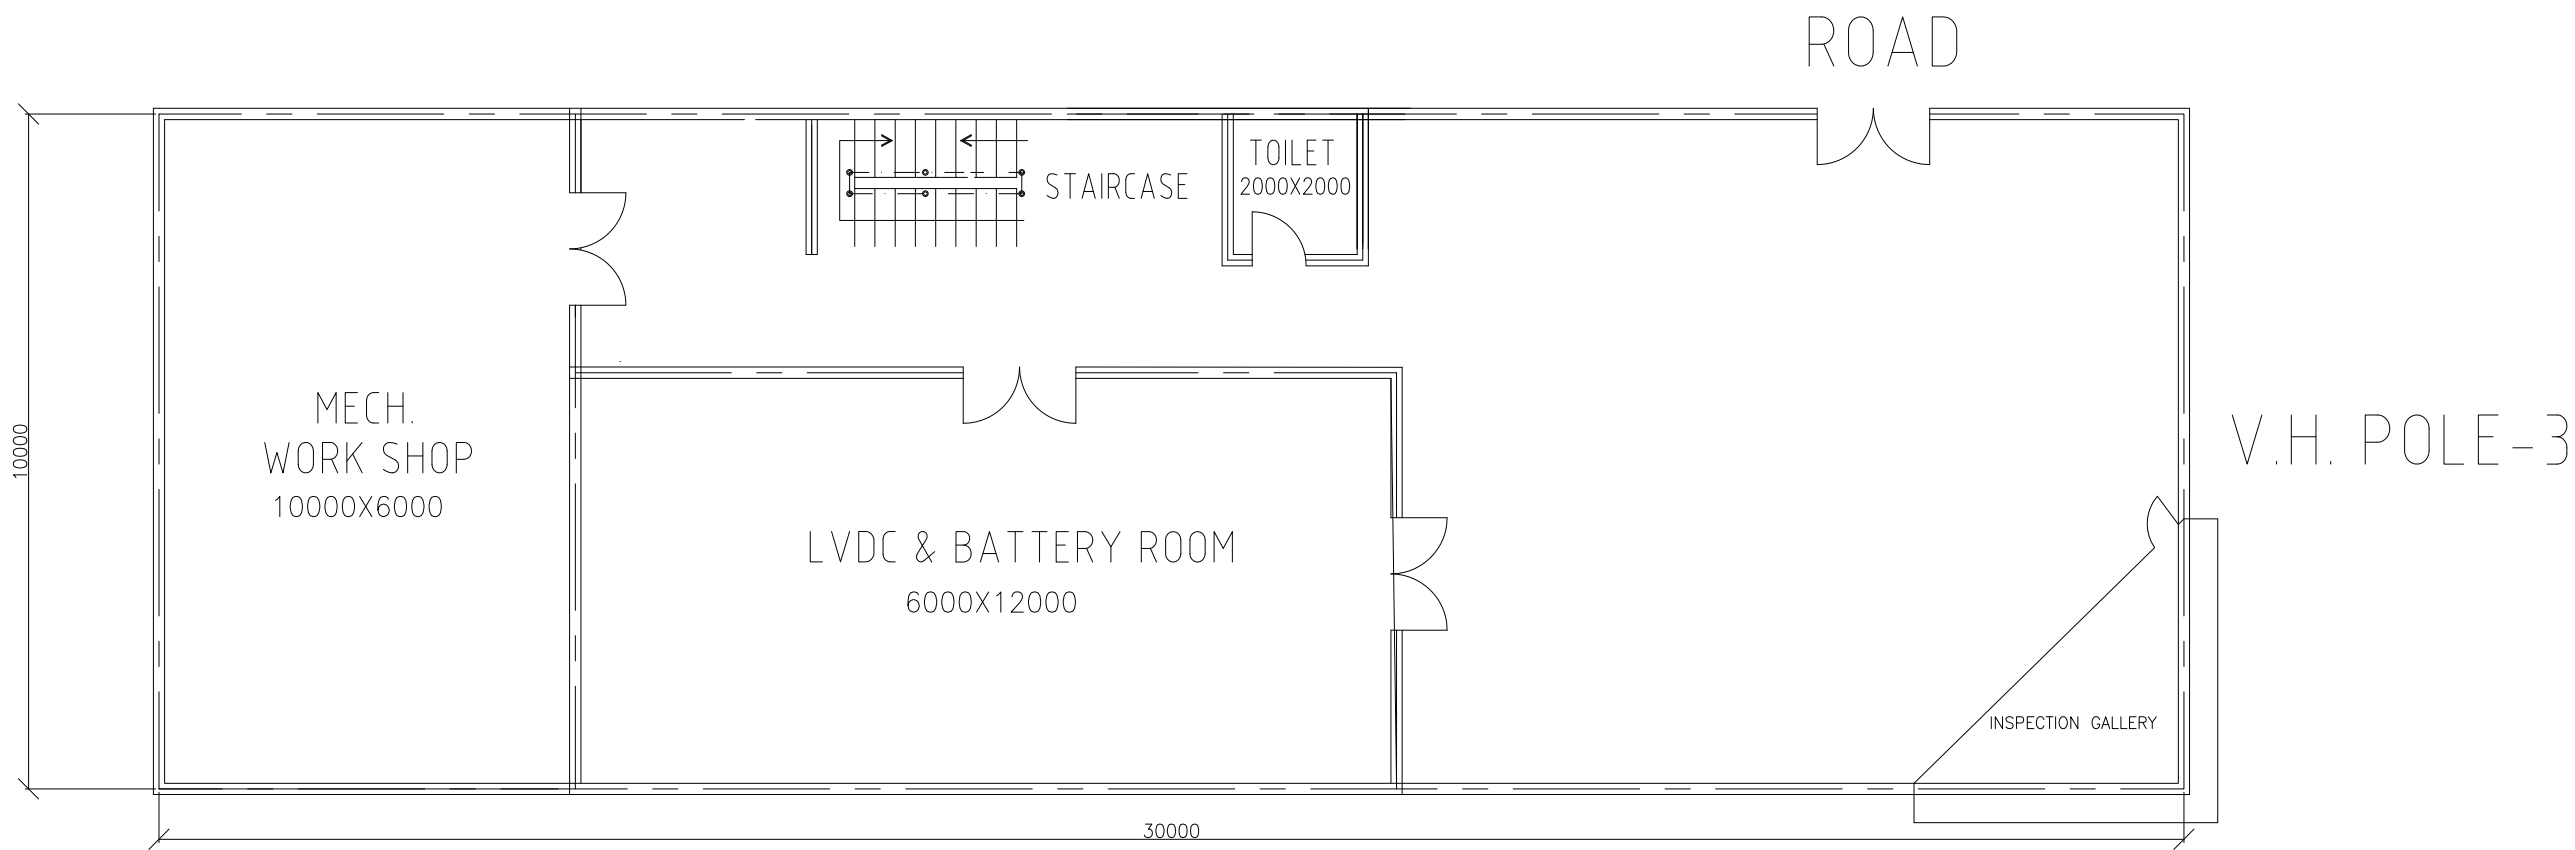 ROAD
TOILET
2000X2000
STAIRCASE
MECH.
WORK SHOP
10000X6000
10000
V.H. POLE-3
LVDC & BATTERY ROOM
6000X12000
INSPECTION GALLERY
30000